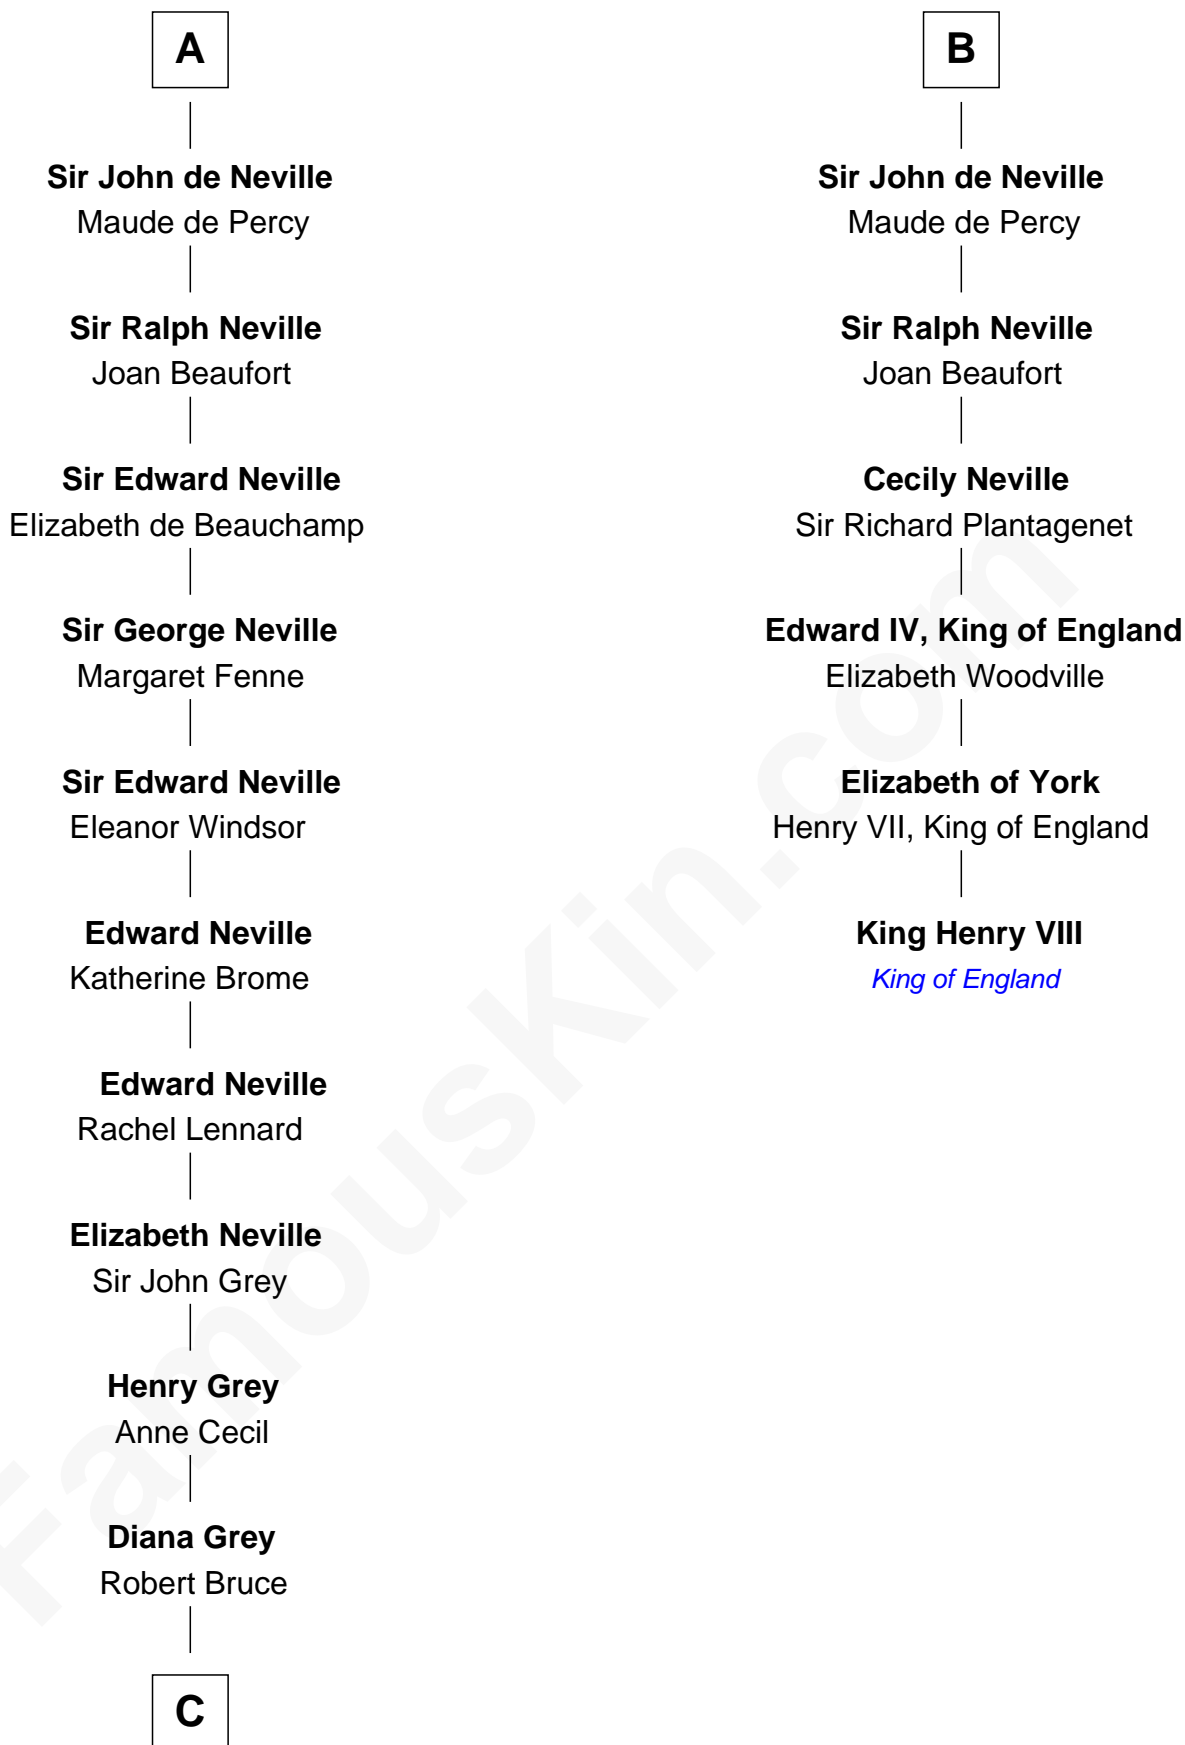 A
Sir John de Neville
Maude de Percy
Sir Ralph Neville
Joan Beaufort
Sir Edward Neville
Elizabeth de Beauchamp
Sir George Neville
Margaret Fenne
Sir Edward Neville
Eleanor Windsor
Edward Neville
Katherine Brome
Edward Neville
Rachel Lennard
Elizabeth Neville
Sir John Grey
Henry Grey
Anne Cecil
Diana Grey
Robert Bruce
C
B
Sir John de Neville
Maude de Percy
Sir Ralph Neville
Joan Beaufort
Cecily Neville
Sir Richard Plantagenet
Edward IV, King of England
Elizabeth Woodville
Elizabeth of York
Henry VII, King of England
King Henry VIII
King of England
FamousKin.com